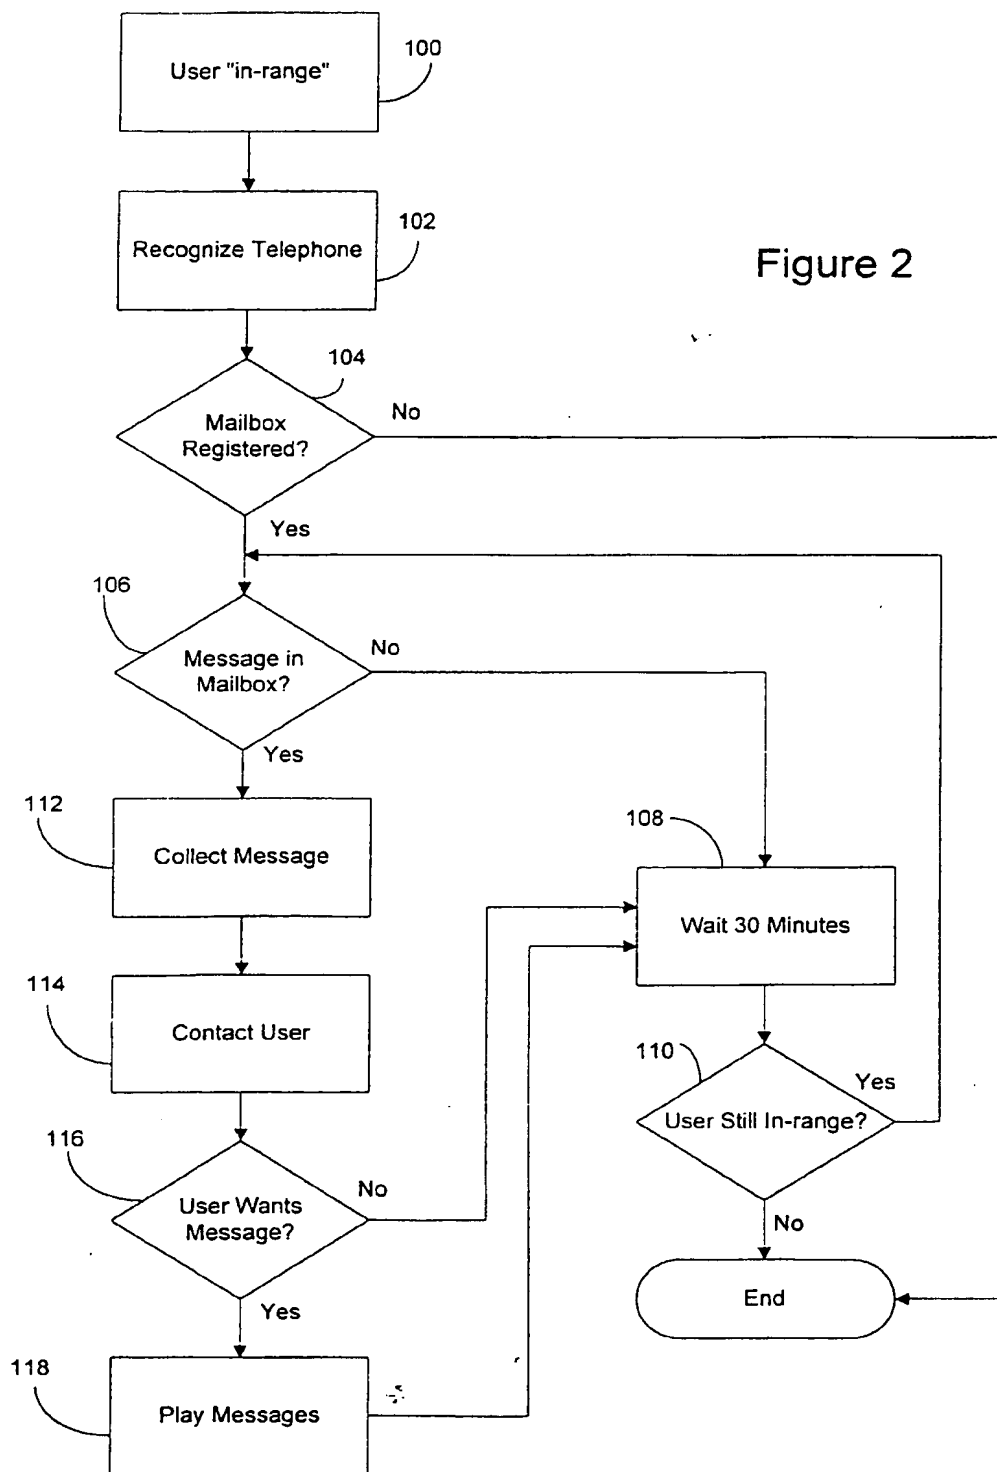 User "in-range"
100
Recognize Telephone
102
Figure 2
104
Mailbox
Registered?
No
Yes
106
Message in
Mailbox?
No
Yes
112
Collect Message
108
Wait 30 Minutes
114
Contact User
110
User Still In-range?
Yes
116
User Wants
Message?
No
No
End
Yes
118
Play Messages